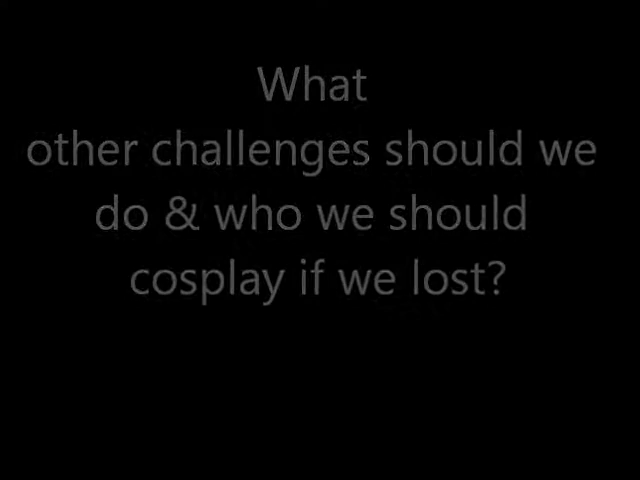 What
other challenges should we
do & who we should
cosplay if we lost?